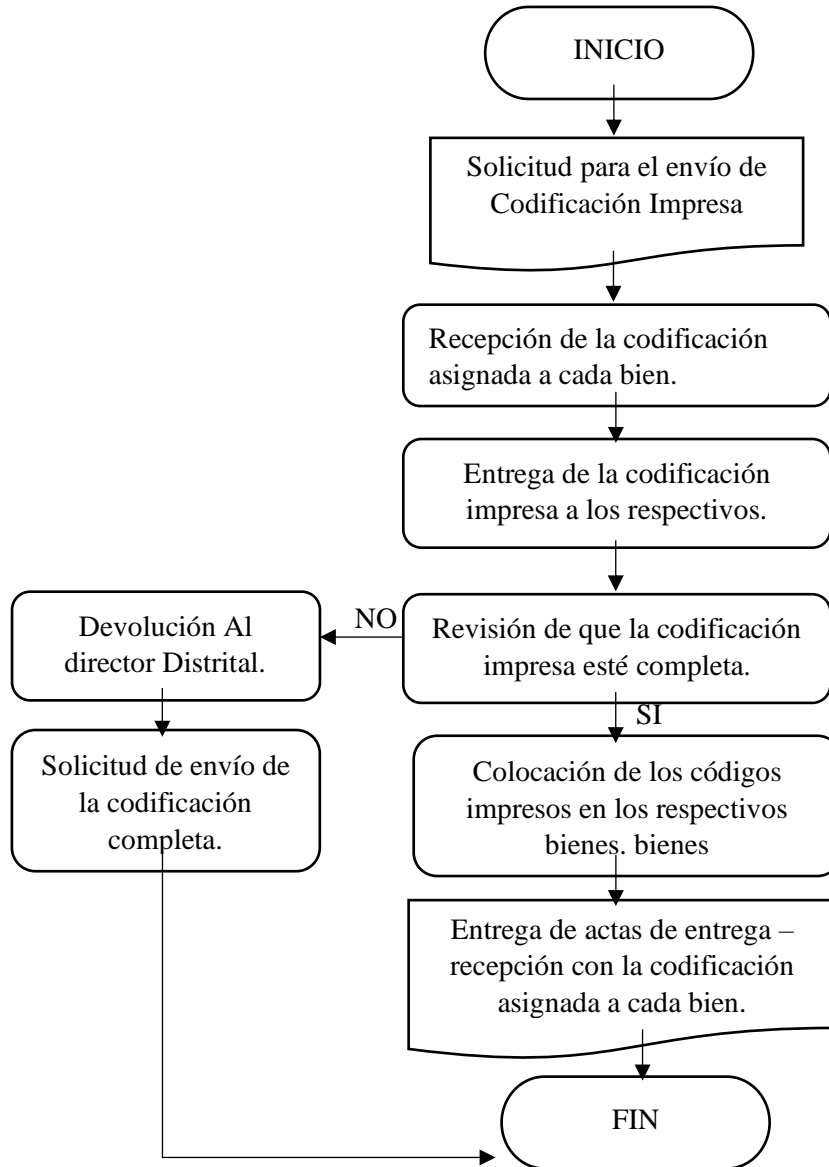 INICIO
Solicitud para el envío de
Codificación Impresa
Recepción de la codificación
asignada a cada bien.
Entrega de la codificación
impresa a los respectivos.
Revisión de que la codificación
impresa esté completa.
NO
Devolución Al
director Distrital.
Solicitud de envío de
la codificación
completa.
SI
Colocación de los códigos
impresos en los respectivos
bienes. bienes
Entrega de actas de entrega –
recepción con la codificación
asignada a cada bien.
FIN